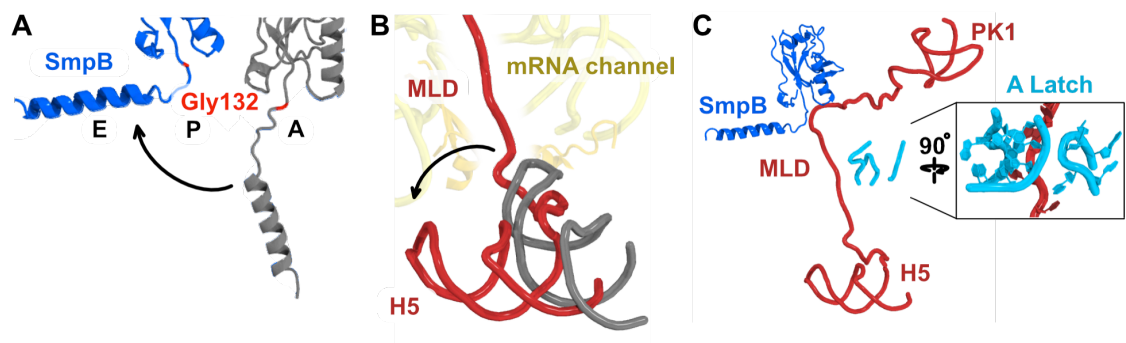 A
SmpB
Gly132
E P A
B
MLD
mRNA channel
H5
C
PK1
SmpB
A Latch
MLD
90°
H5